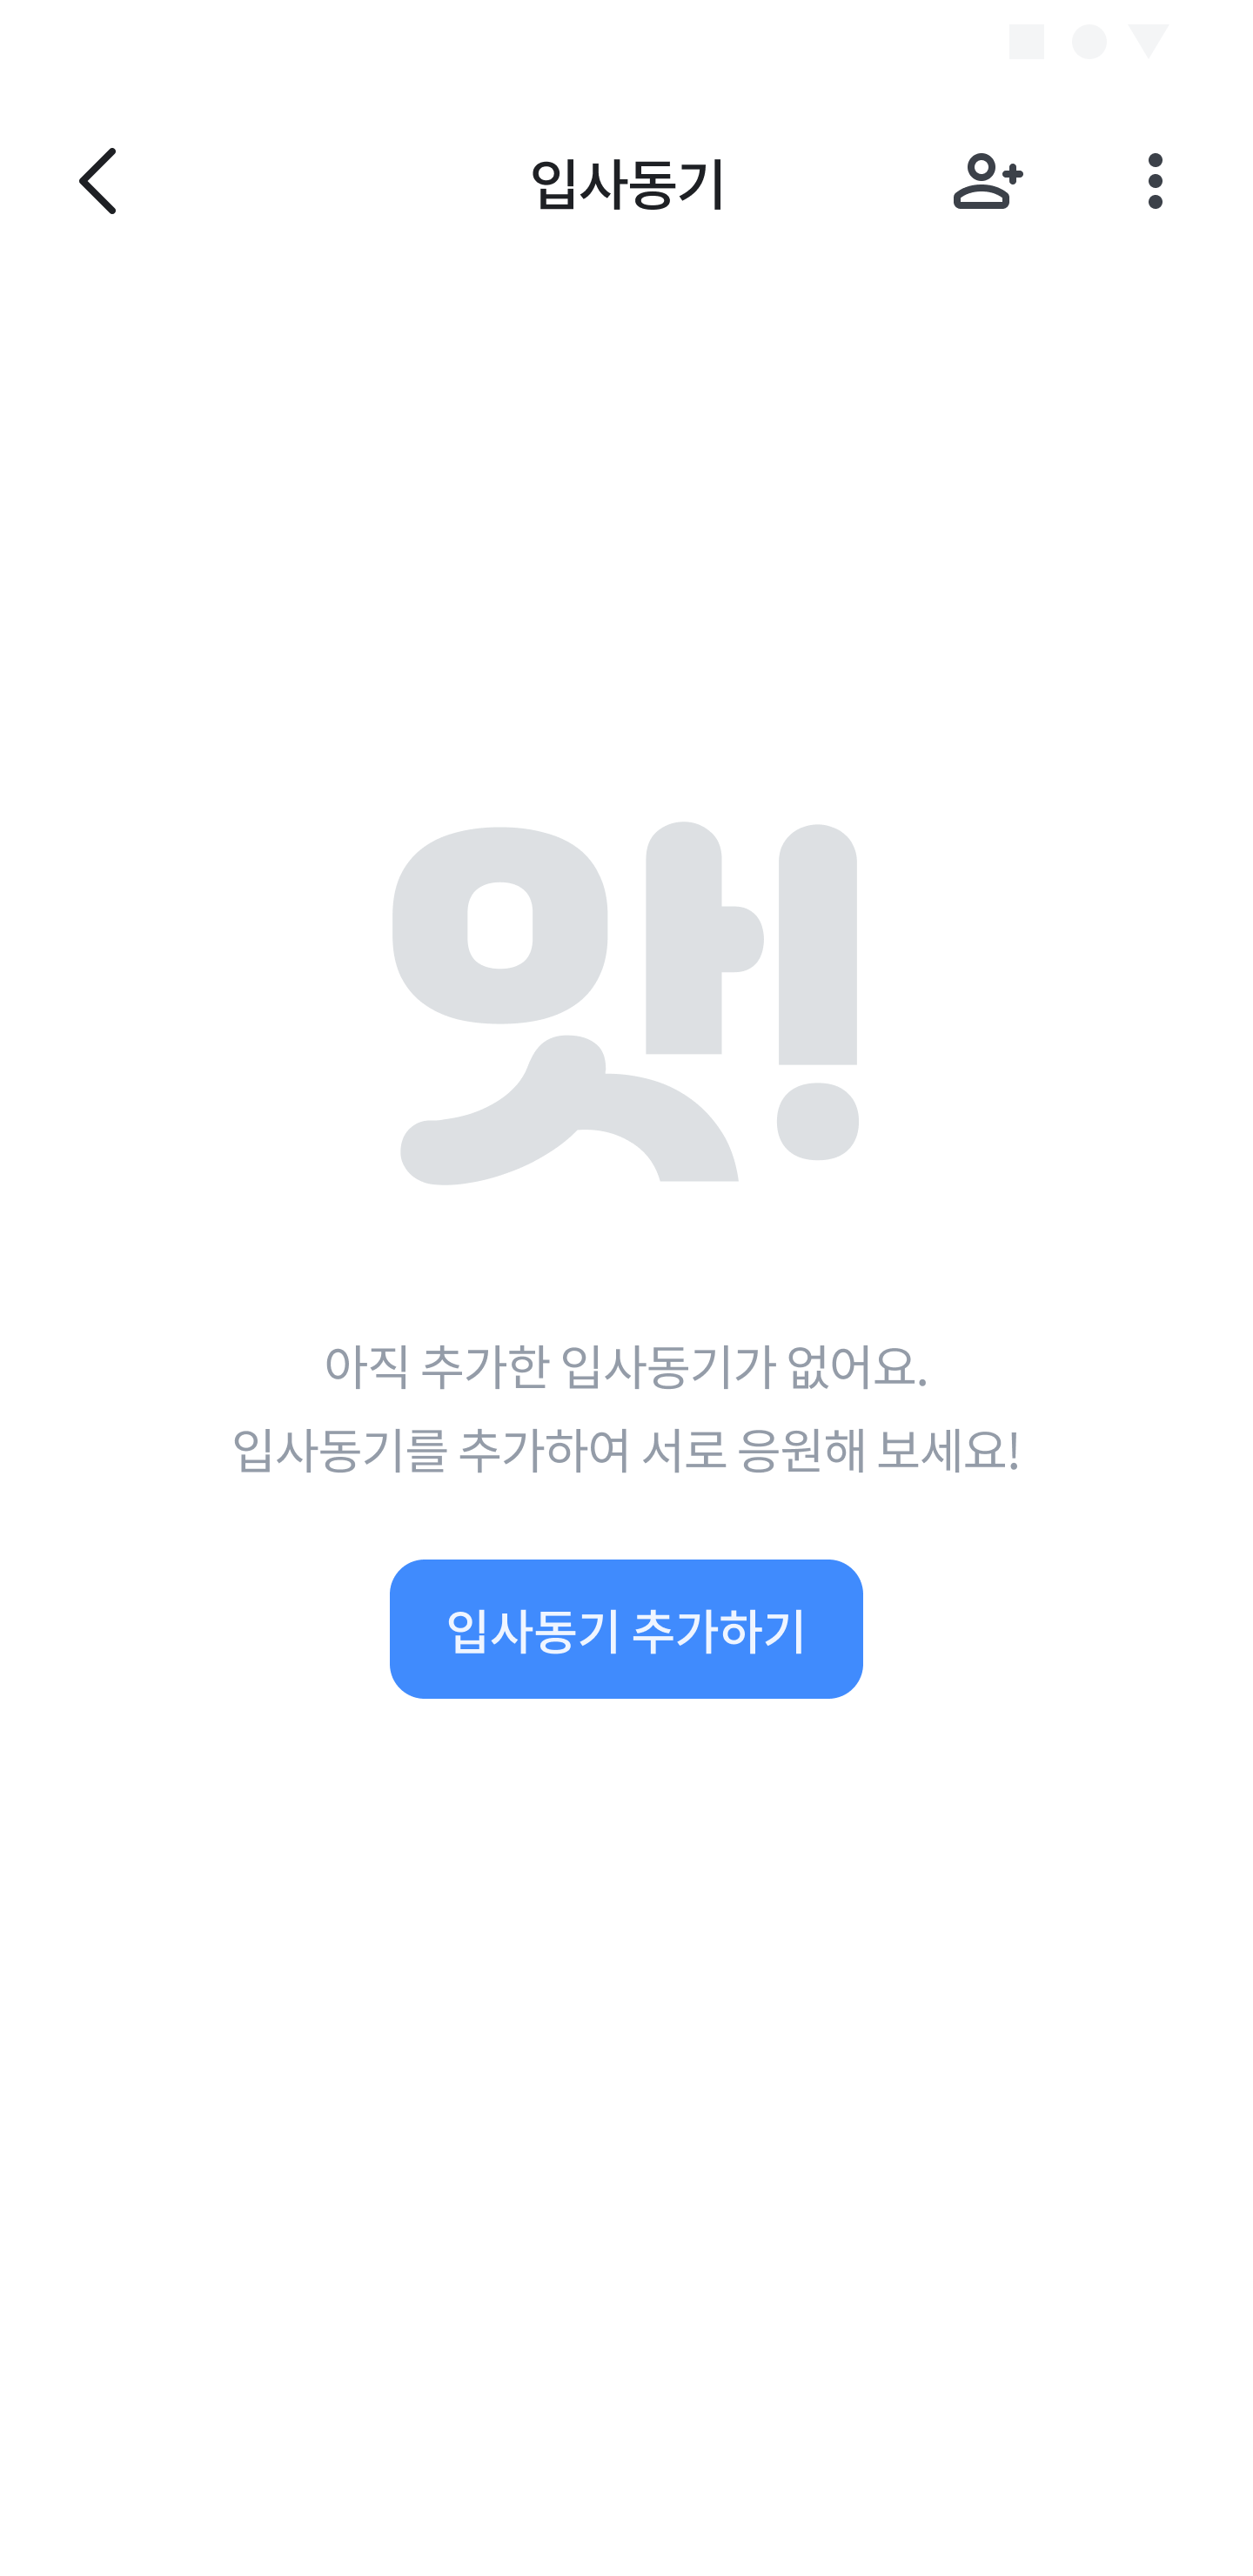 입사동기
앗!
아직 추가한 입사동기가 없어요.
입사동기를 추가하여 서로 응원해 보세요!
입사동기 추가하기